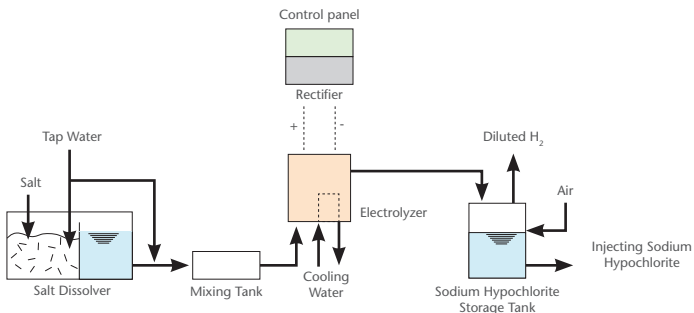 Control panel
Rectifier
+
-
Tap Water
Salt
Diluted H₂
Air
Electrolyzer
Injecting Sodium
Hypochlorite
Salt Dissolver
Mixing Tank
Cooling
Water
Sodium Hypochlorite
Storage Tank